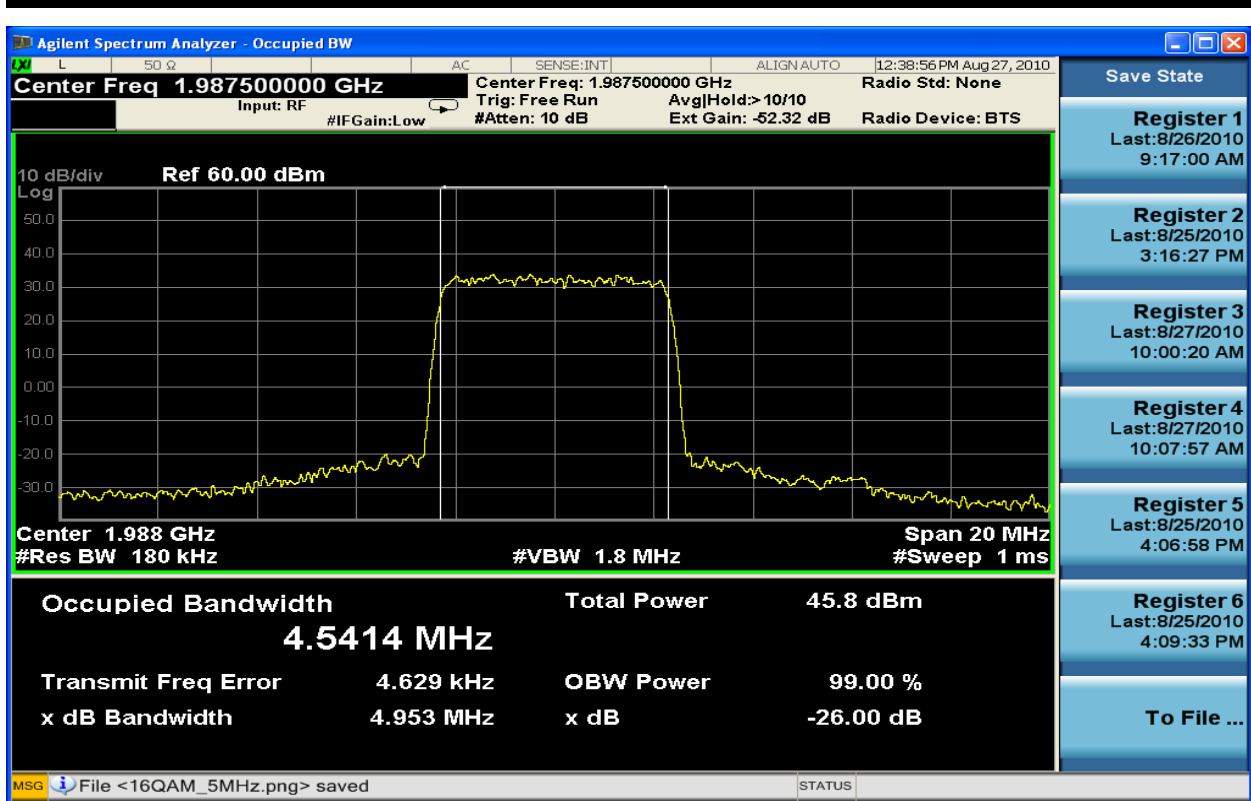 Agilent Spectrum Analyzer - Occupied BW
LXI L 50 Ω AC SENSE:INT ALIGN AUTO 12:38:56 PM Aug 27, 2010
Center Freq 1.987500000 GHz
Input: RF
#IFGain:Low
Center Freq: 1.987500000 GHz
Trig: Free Run Avg|Hold:> 10/10
#Atten: 10 dB Ext Gain: -52.32 dB
Radio Std: None
Radio Device: BTS
10 dB/div Ref 60.00 dBm
Log
50.0
40.0
30.0
20.0
10.0
0.00
-10.0
-20.0
-30.0
Center 1.988 GHz Span 20 MHz
#Res BW 180 kHz #VBW 1.8 MHz #Sweep 1 ms
Occupied Bandwidth Total Power 45.8 dBm
4.5414 MHz
Transmit Freq Error 4.629 kHz OBW Power 99.00 %
x dB Bandwidth 4.953 MHz x dB -26.00 dB
MSG File <16QAM_5MHz.png> saved STATUS
Save State
Register 1
Last:8/26/2010
9:17:00 AM
Register 2
Last:8/25/2010
3:16:27 PM
Register 3
Last:8/27/2010
10:00:20 AM
Register 4
Last:8/27/2010
10:07:57 AM
Register 5
Last:8/25/2010
4:06:58 PM
Register 6
Last:8/25/2010
4:09:33 PM
To File ...